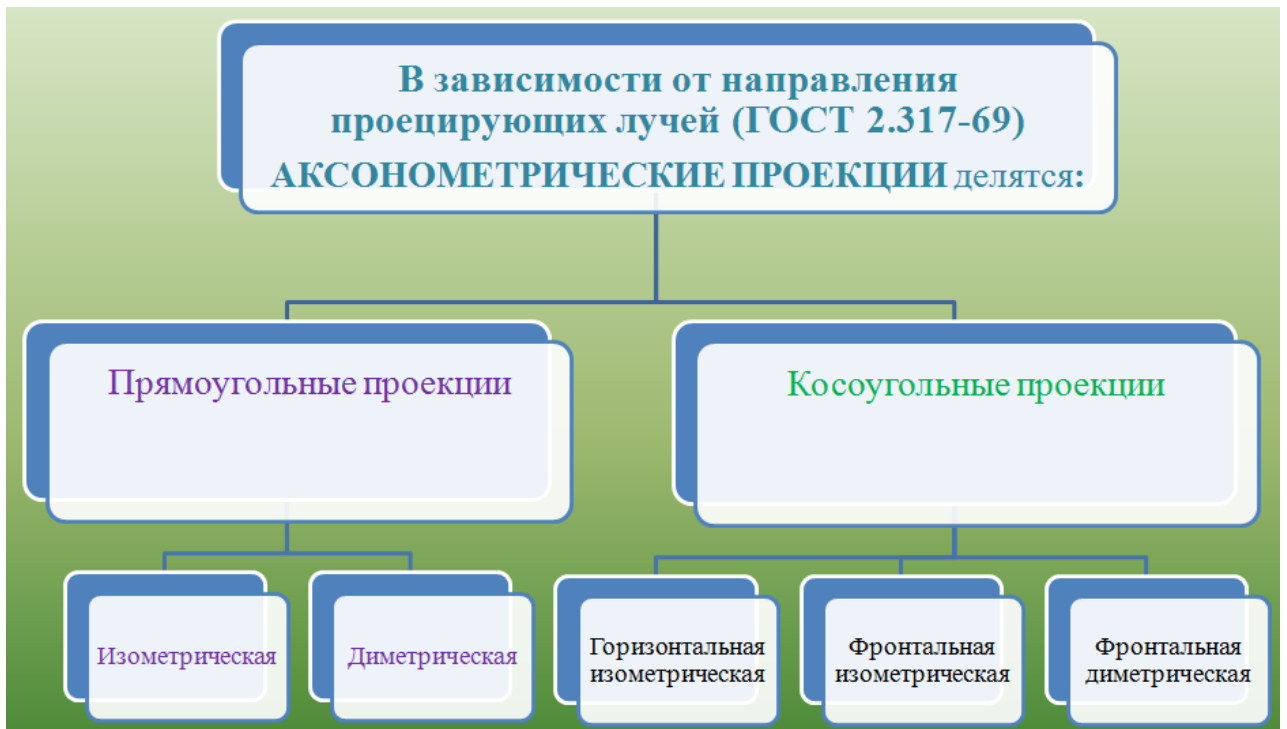 В зависимости от направления
проецирующих лучей (ГОСТ 2.317-69)
АКСОНОМЕТРИЧЕСКИЕ ПРОЕКЦИИ делятся:
Прямоугольные проекции
Косоугольные проекции
Изометрическая
Диметрическая
Горизонтальная
изометрическая
Фронтальная
изометрическая
Фронтальная
диметрическая